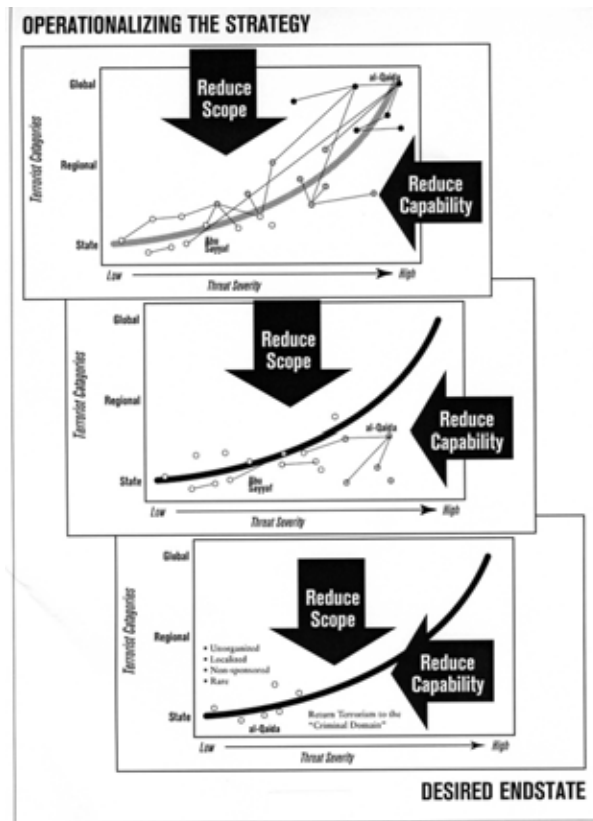 OPERATIONALIZING THE STRATEGY
Reduce
Scope
al-Qaida
Global
Regional
State
Terrorist Catagories
Reduce
Capability
Abu
Sayyaf
Low
High
Threat Severity
Reduce
Scope
Global
Regional
State
Terrorist Catagories
al-Qaida
Reduce
Capability
Abu
Sayyaf
Low
High
Threat Severity
Reduce
Scope
Global
Regional
State
Terrorist Catagories
• Unorganized
• Localized
• Non-sponsored
• Rare
Reduce
Capability
Return Terrorism to the
"Criminal Domain"
al-Qaida
Low
High
Threat Severity
DESIRED ENDSTATE